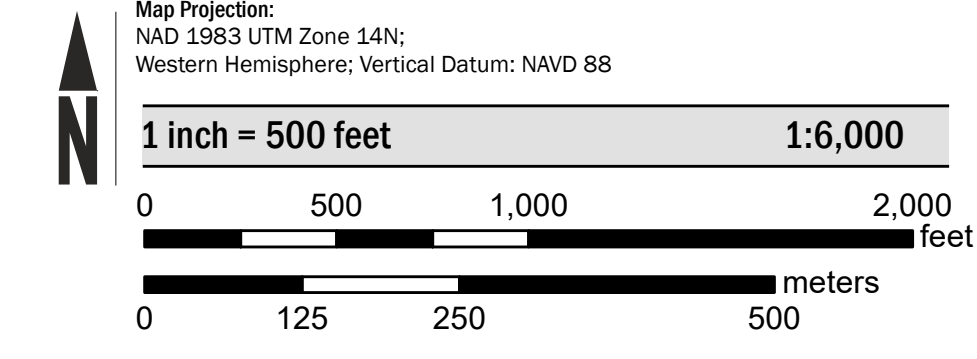 Map Projection:
NAD 1983 UTM Zone 14N;
Western Hemisphere; Vertical Datum: NAVD 88
N
1 inch = 500 feet 1:6,000
0 500 1,000 2,000
feet
meters
0 125 250 500